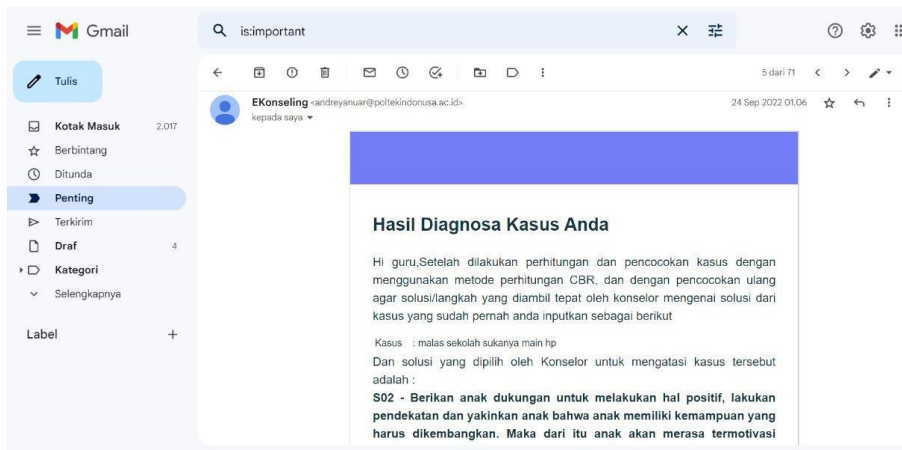 Gmail
is:important
Tulis
5 dari 71
EKonseling <andreyanuar@poltekindonusa.ac.id>
24 Sep 2022 01.06
kepada saya
Kotak Masuk 2.017
Berbintang
Ditunda
Penting
Terkirim
Draf 4
Kategori
Selengkapnya
Label
Hasil Diagnosa Kasus Anda
Hi guru,Setelah dilakukan perhitungan dan pencocokan kasus dengan
menggunakan metode perhitungan CBR, dan dengan pencocokan ulang
agar solusi/langkah yang diambil tepat oleh konselor mengenai solusi dari
kasus yang sudah pernah anda inputkan sebagai berikut
Kasus : malas sekolah sukanya main hp
Dan solusi yang dipilih oleh Konselor untuk mengatasi kasus tersebut
adalah :
S02 - Berikan anak dukungan untuk melakukan hal positif, lakukan
pendekatan dan yakinkan anak bahwa anak memiliki kemampuan yang
harus dikembangkan. Maka dari itu anak akan merasa termotivasi